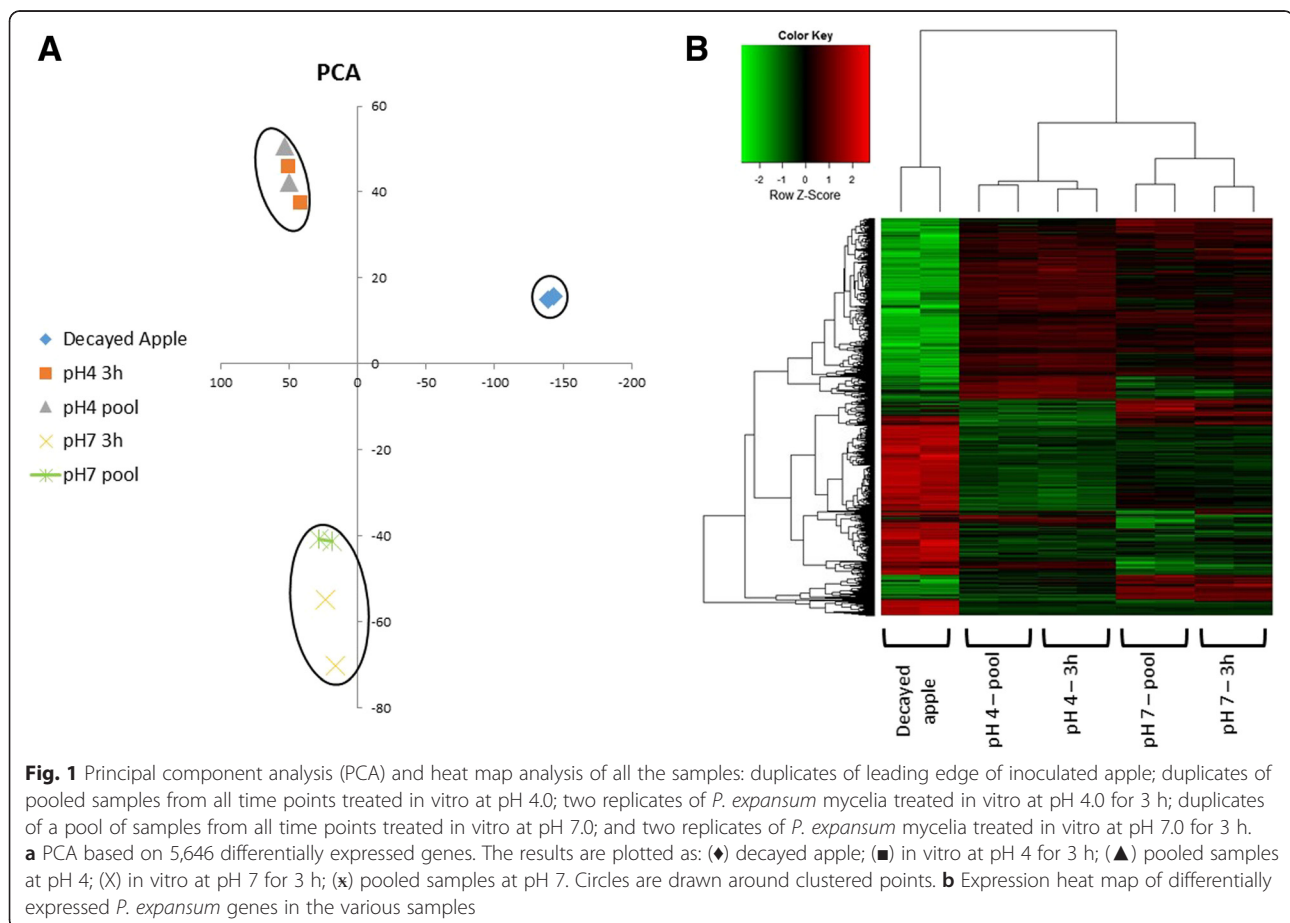 A
PCA
60
40
20
0
-20
-40
-60
-80
100
50
0
-50
-100
-150
-200
Decayed Apple
pH4 3h
pH4 pool
pH7 3h
pH7 pool
B
Color Key
-2 -1 0 1 2
Row Z-Score
Decayed
apple
pH 4 – pool
pH 4 – 3h
pH 7 – pool
pH 7 – 3h
Fig. 1 Principal component analysis (PCA) and heat map analysis of all the samples: duplicates of leading edge of inoculated apple; duplicates of
pooled samples from all time points treated in vitro at pH 4.0; two replicates of P. expansum mycelia treated in vitro at pH 4.0 for 3 h; duplicates
of a pool of samples from all time points treated in vitro at pH 7.0; and two replicates of P. expansum mycelia treated in vitro at pH 7.0 for 3 h.
a PCA based on 5,646 differentially expressed genes. The results are plotted as: (♦) decayed apple; (■) in vitro at pH 4 for 3 h; (▲) pooled samples
at pH 4; (X) in vitro at pH 7 for 3 h; (ӿ) pooled samples at pH 7. Circles are drawn around clustered points. b Expression heat map of differentially
expressed P. expansum genes in the various samples